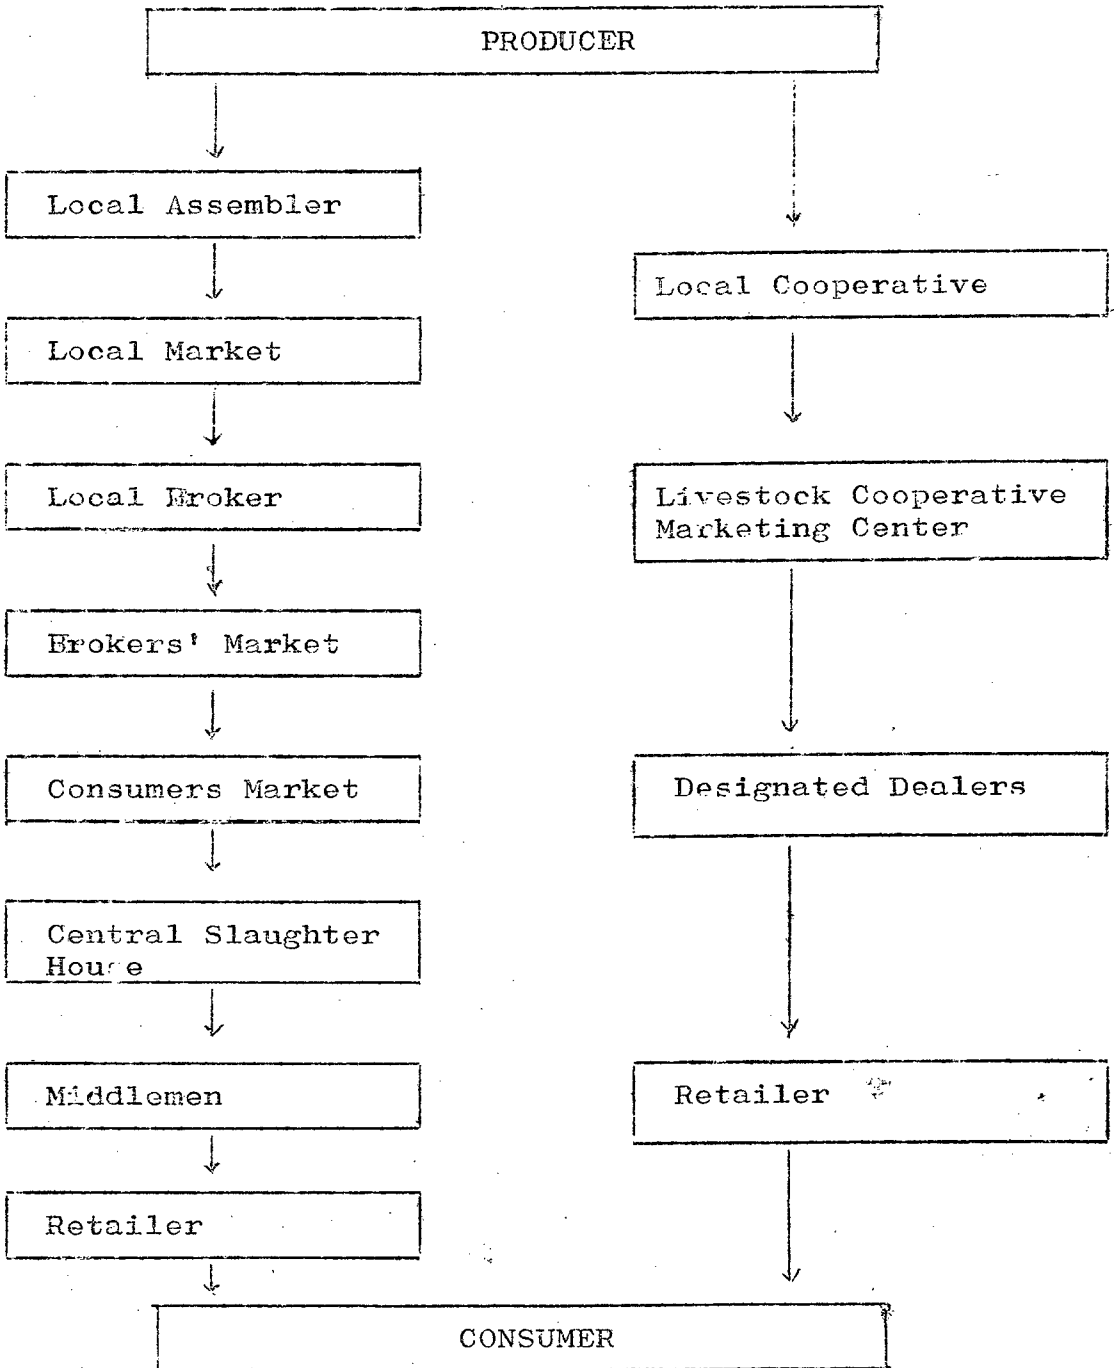 PRODUCER
Local Assembler
Local Market
Local Broker
Brokers' Market
Consumers Market
Central Slaughter
House
Middlemen
Retailer
Local Cooperative
Livestock Cooperative
Marketing Center
Designated Dealers
Retailer
CONSUMER